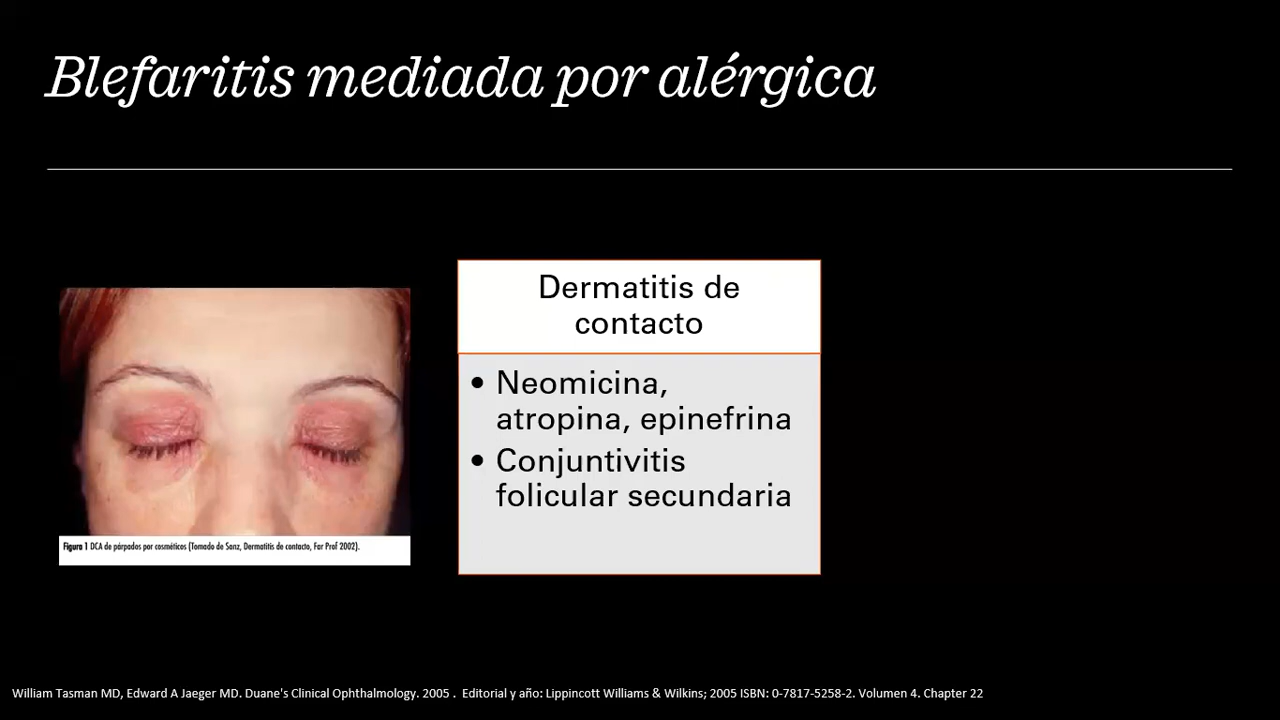 Blefaritis mediada por alérgica
Dermatitis de
contacto
• Neomicina,
atropina, epinefrina
• Conjuntivitis
folicular secundaria
Figura 1 DCA de párpados por cosméticos (Tomado de Sanz, Dermatitis de contacto, Far Prof 2002).
William Tasman MD, Edward A Jaeger MD. Duane's Clinical Ophthalmology. 2005 . Editorial y año: Lippincott Williams & Wilkins; 2005 ISBN: 0-7817-5258-2. Volumen 4. Chapter 22